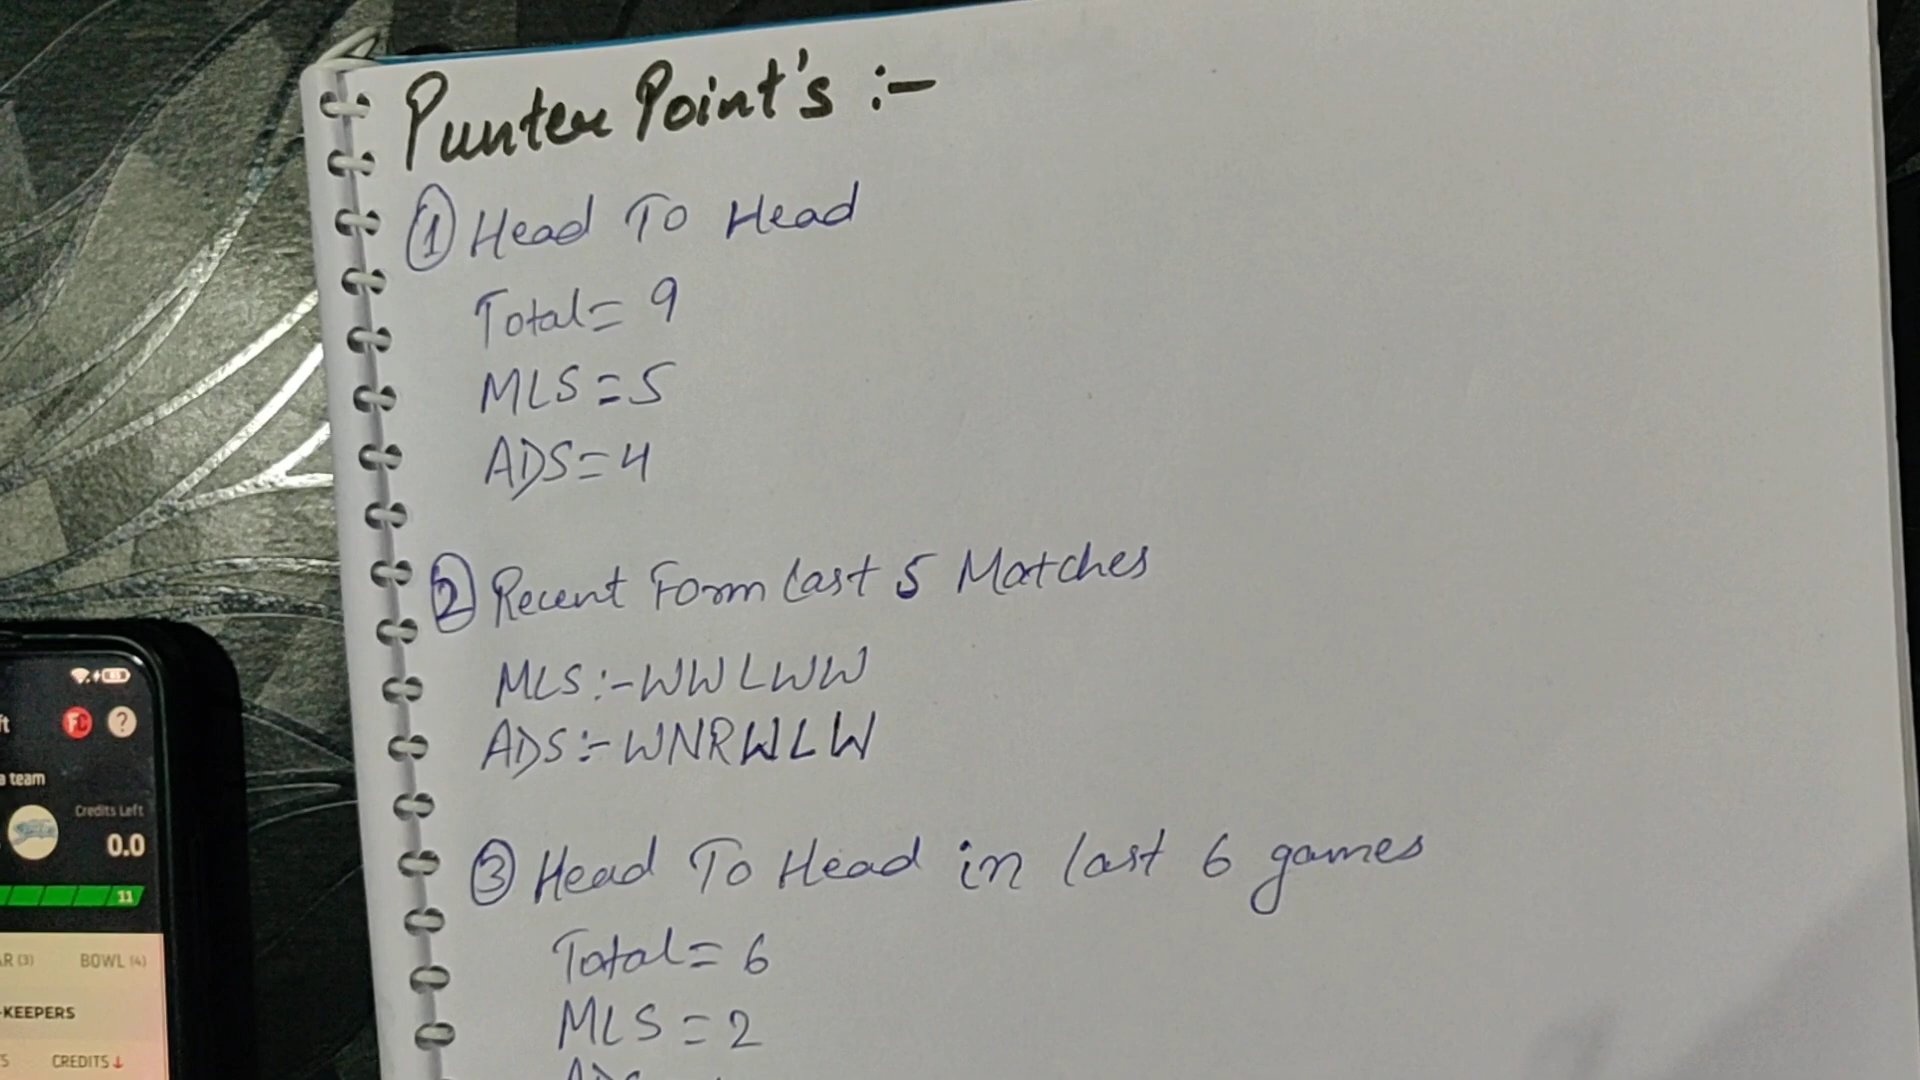 Punter Point's :-
① Head To Head
Total = 9
MLS = 5
ADS = 4
② Recent Form last 5 Matches
MLS :- WWLWW
ADS :- WNRWLW
③ Head To Head in last 6 games
Total = 6
MLS = 2
FC ?
a team
Credits Left
0.0
11
BOWL (4)
-KEEPERS
CREDITS ↓